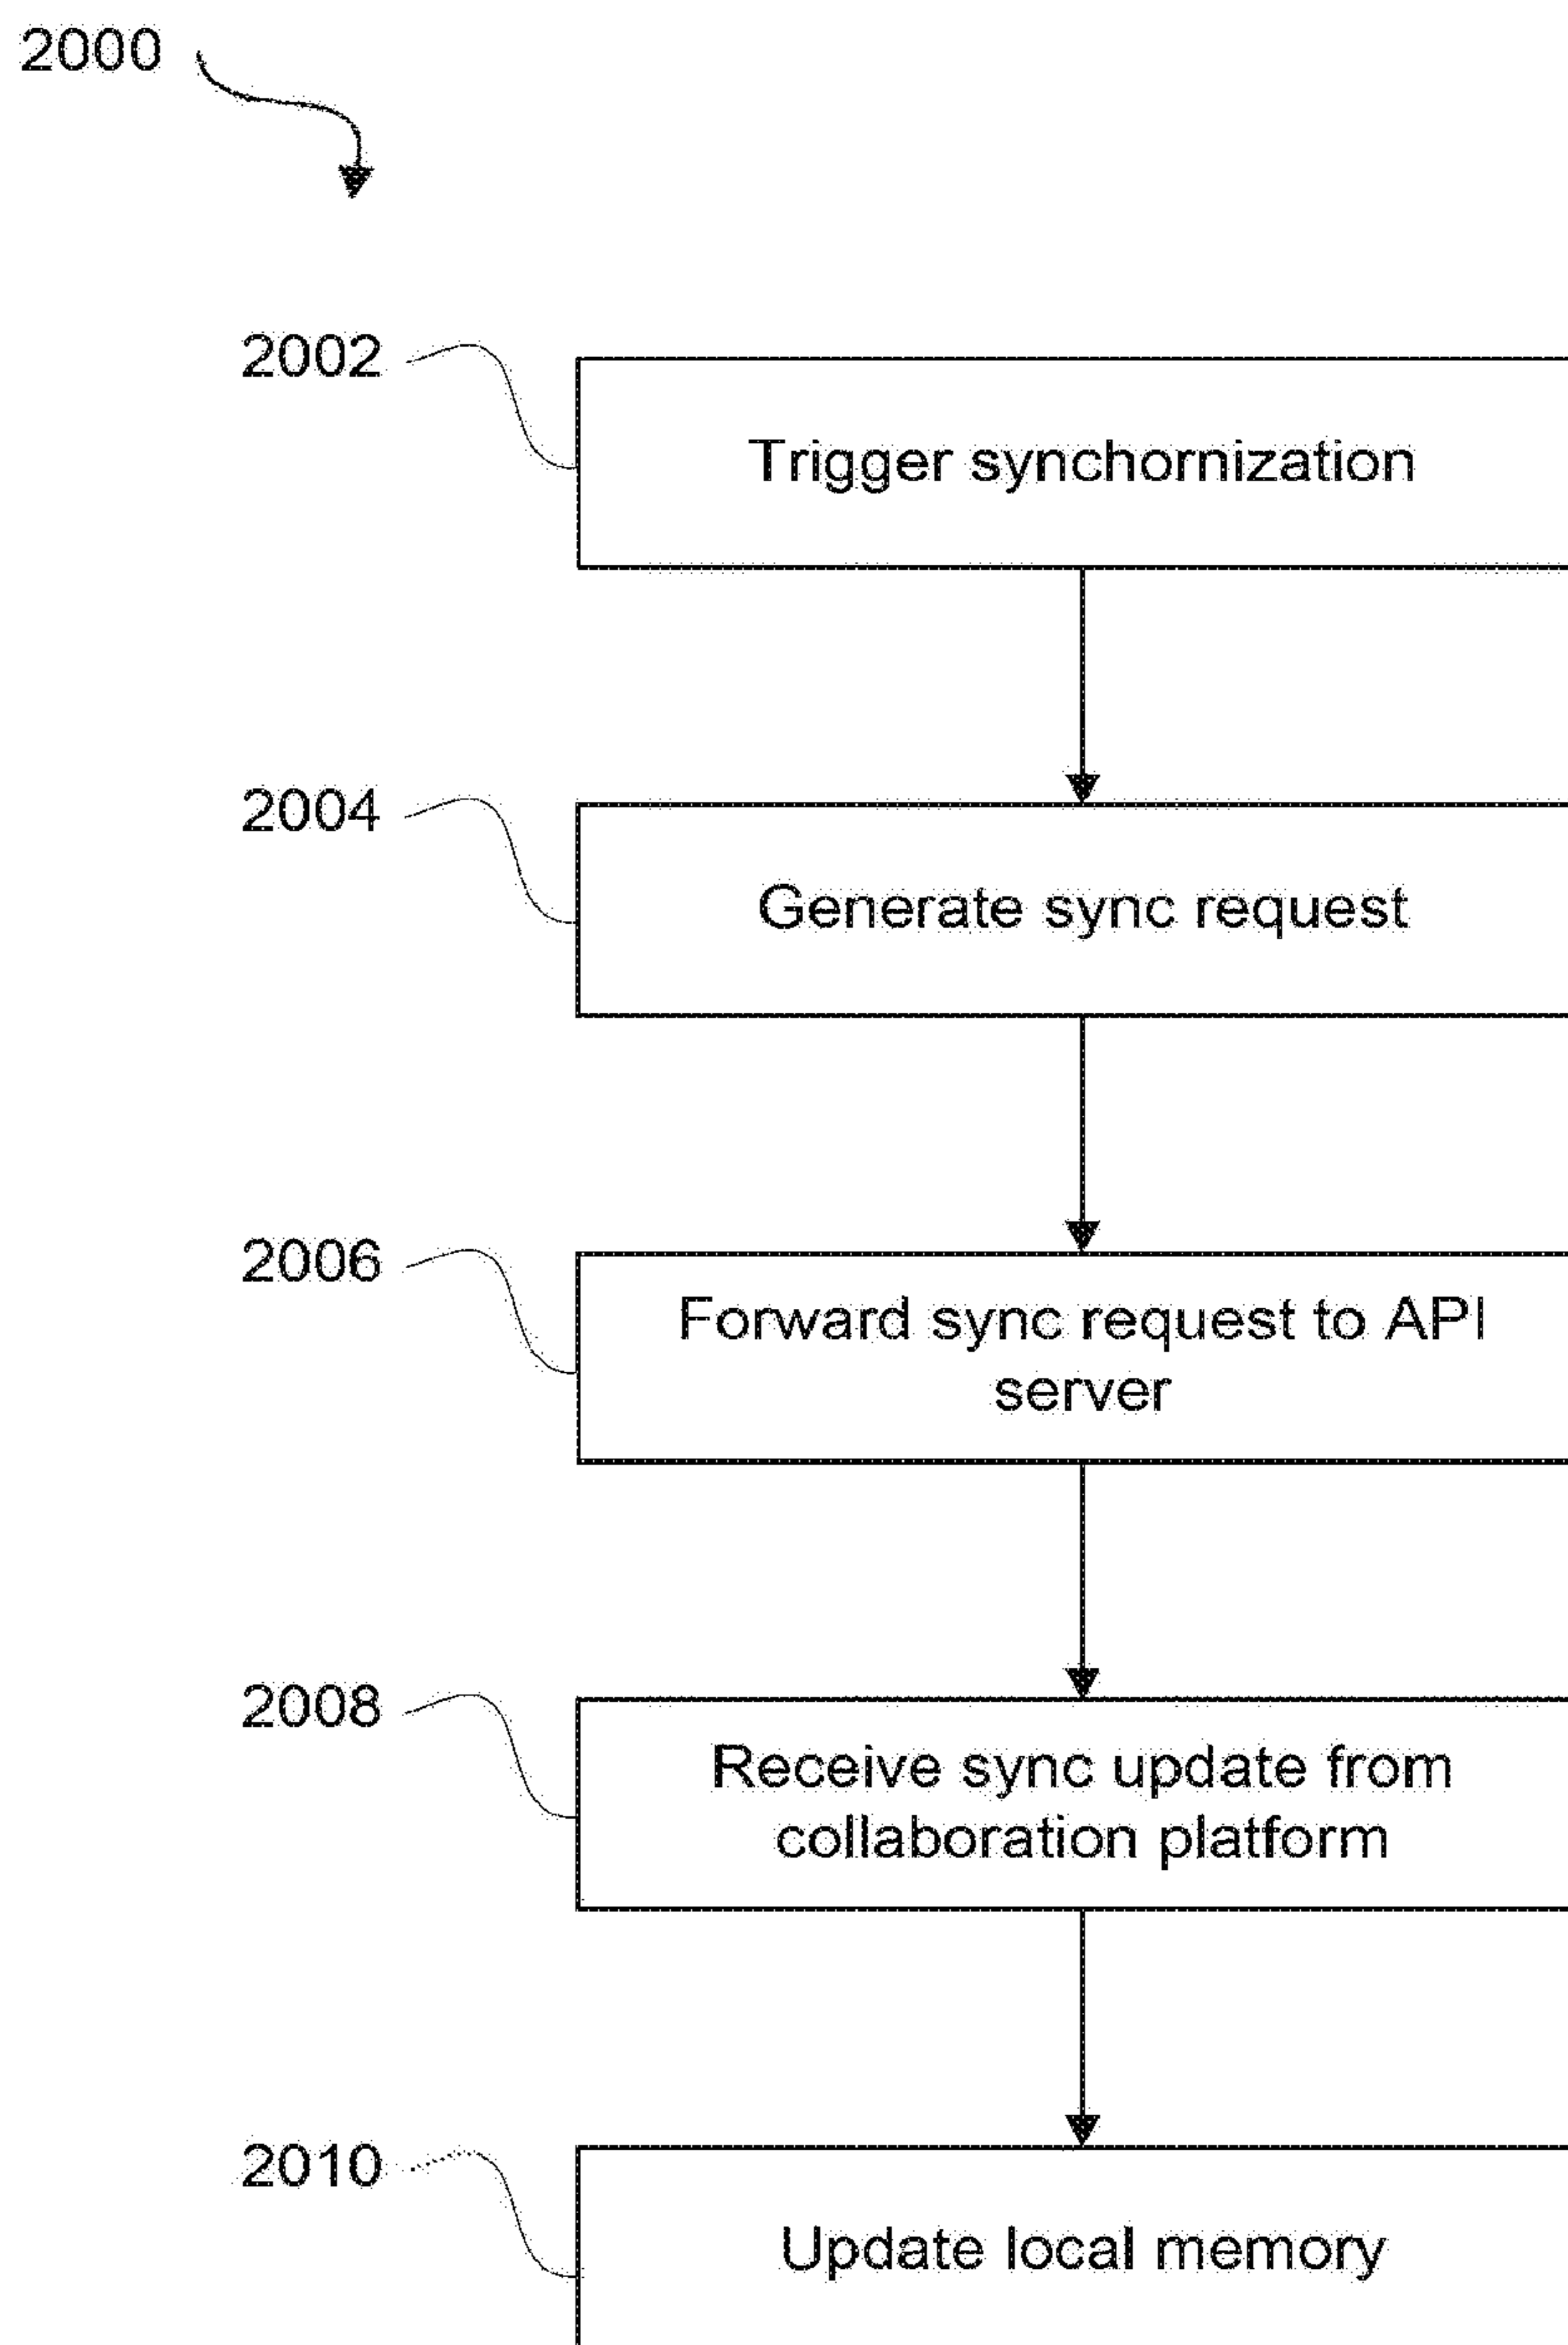 2000
2002
Trigger synchornization
2004
Generate sync request
2006
Forward sync request to API
server
2008
Receive sync update from
collaboration platform
2010
Update local memory